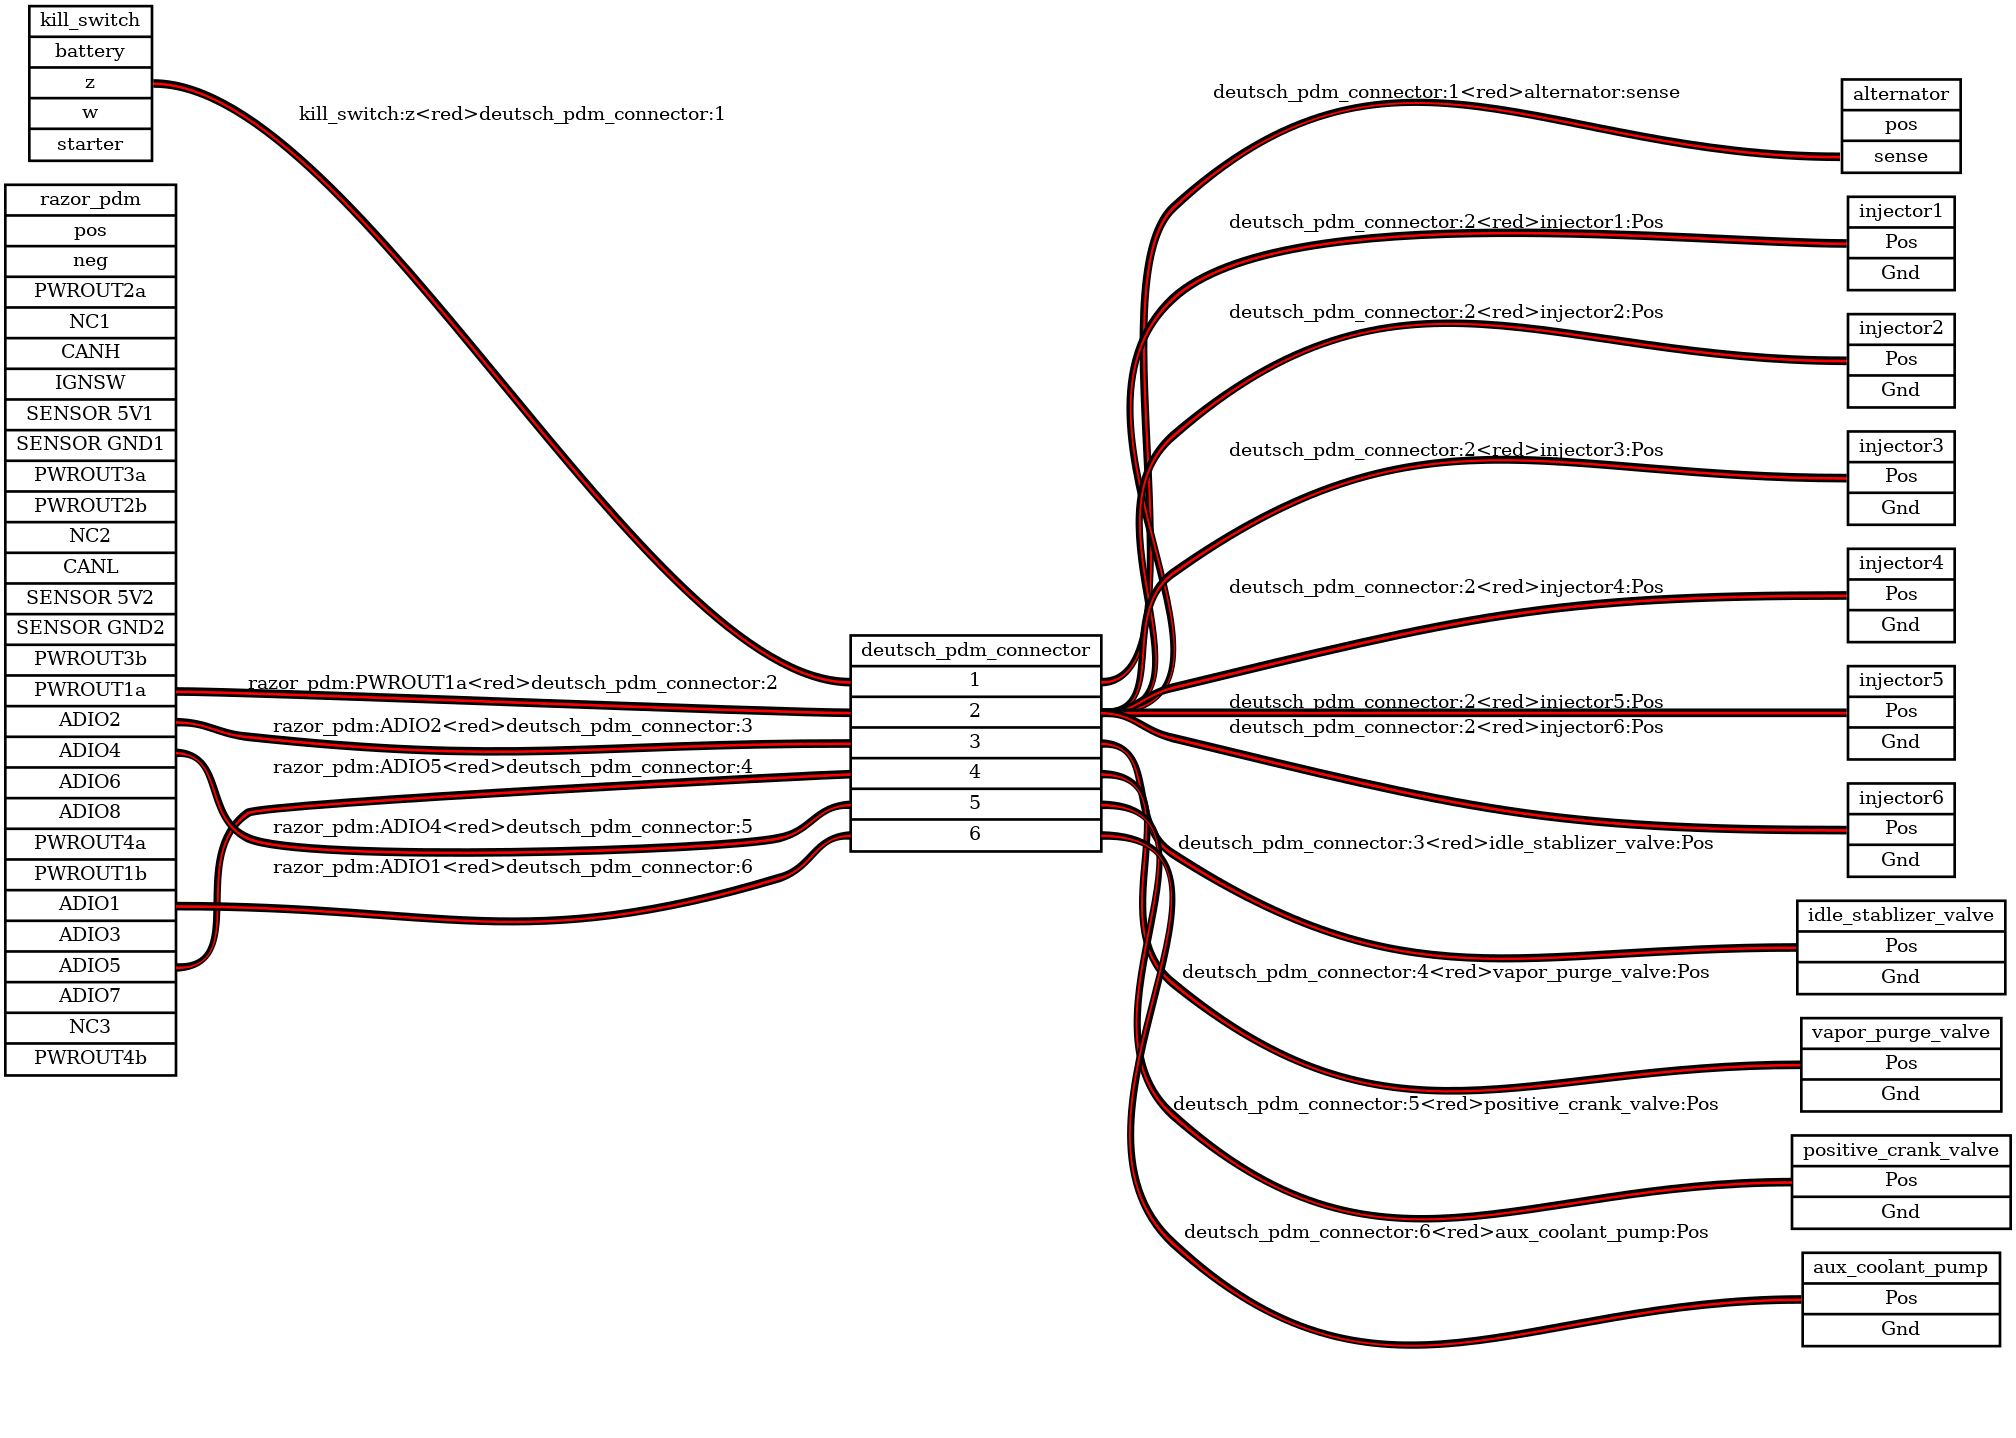 kill_switch
battery
z
w
starter
razor_pdm
pos
neg
PWROUT2a
NC1
CANH
IGNSW
SENSOR 5V1
SENSOR GND1
PWROUT3a
PWROUT2b
NC2
CANL
SENSOR 5V2
SENSOR GND2
PWROUT3b
PWROUT1a
ADIO2
ADIO4
ADIO6
ADIO8
PWROUT4a
PWROUT1b
ADIO1
ADIO3
ADIO5
ADIO7
NC3
PWROUT4b
kill_switch:z<red>deutsch_pdm_connector:1
razor_pdm:PWROUT1a<red>deutsch_pdm_connector:2
razor_pdm:ADIO2<red>deutsch_pdm_connector:3
razor_pdm:ADIO5<red>deutsch_pdm_connector:4
razor_pdm:ADIO4<red>deutsch_pdm_connector:5
razor_pdm:ADIO1<red>deutsch_pdm_connector:6
deutsch_pdm_connector
1
2
3
4
5
6
deutsch_pdm_connector:1<red>alternator:sense
deutsch_pdm_connector:2<red>injector1:Pos
deutsch_pdm_connector:2<red>injector2:Pos
deutsch_pdm_connector:2<red>injector3:Pos
deutsch_pdm_connector:2<red>injector4:Pos
deutsch_pdm_connector:2<red>injector5:Pos
deutsch_pdm_connector:2<red>injector6:Pos
deutsch_pdm_connector:3<red>idle_stablizer_valve:Pos
deutsch_pdm_connector:4<red>vapor_purge_valve:Pos
deutsch_pdm_connector:5<red>positive_crank_valve:Pos
deutsch_pdm_connector:6<red>aux_coolant_pump:Pos
alternator
pos
sense
injector1
Pos
Gnd
injector2
Pos
Gnd
injector3
Pos
Gnd
injector4
Pos
Gnd
injector5
Pos
Gnd
injector6
Pos
Gnd
idle_stablizer_valve
Pos
Gnd
vapor_purge_valve
Pos
Gnd
positive_crank_valve
Pos
Gnd
aux_coolant_pump
Pos
Gnd